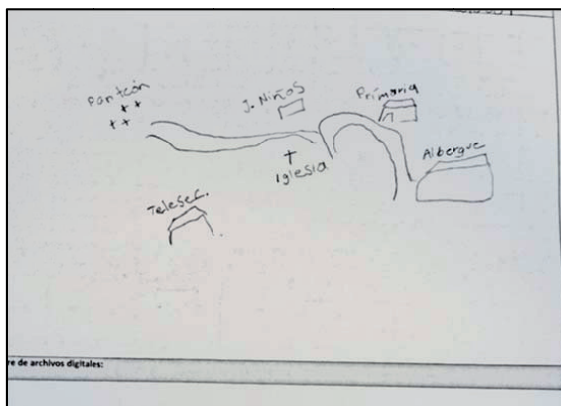 Panteón
J. Niños
Primaria
Albergue
Iglesia
Telesec.
re de archivos digitales: